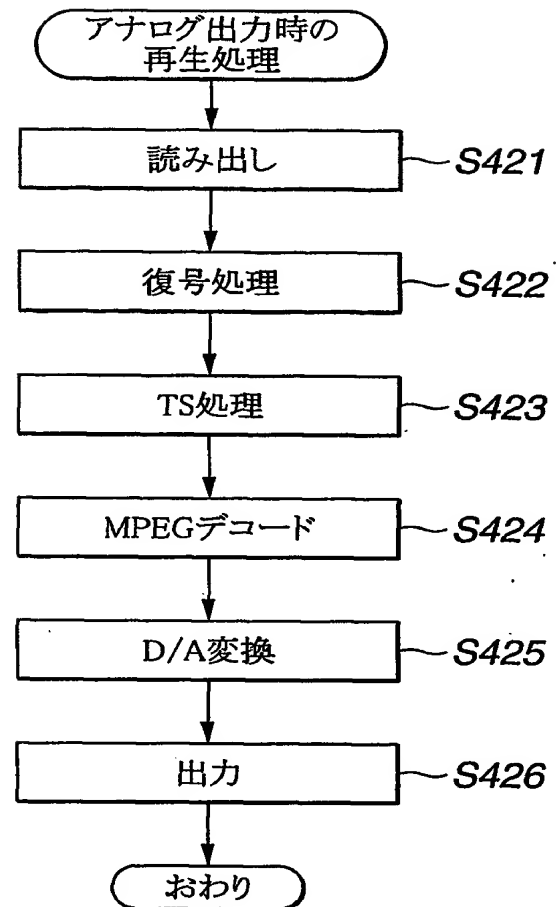 アナログ出力時の
再生処理
読み出し
S421
復号処理
S422
TS処理
S423
MPEGデコード
S424
D/A変換
S425
出力
S426
おわり